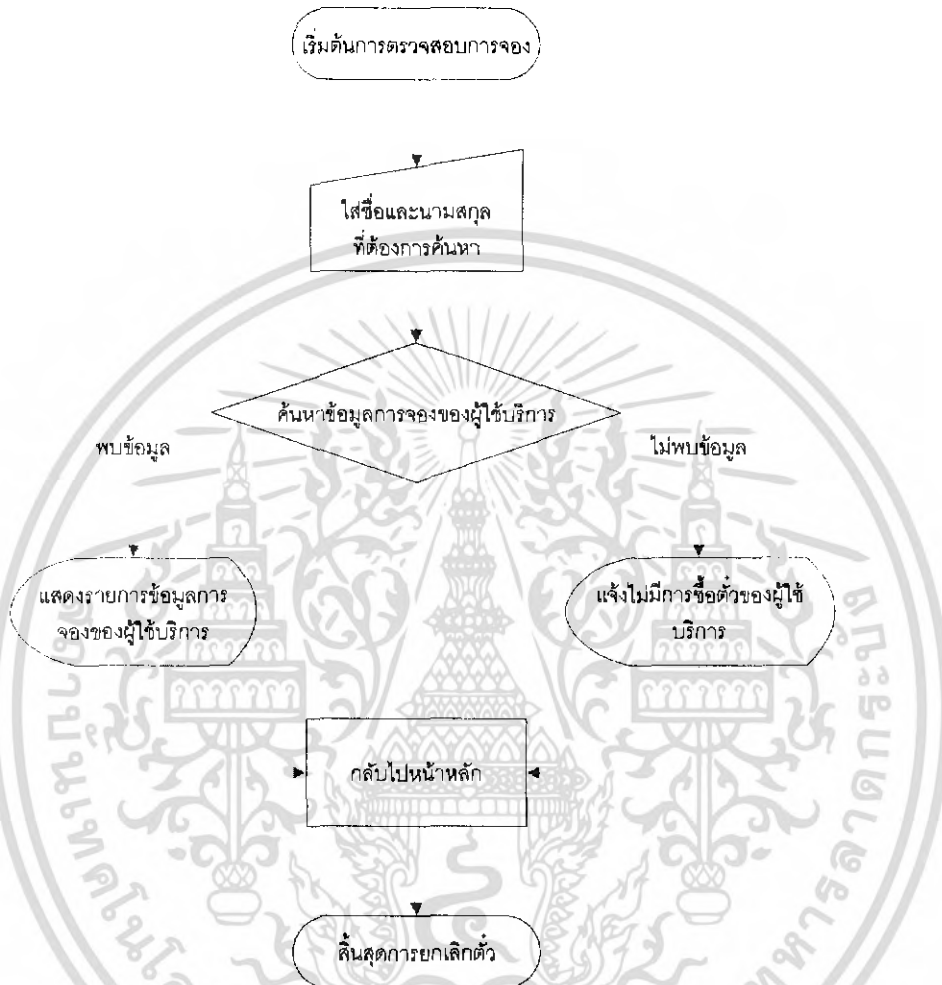 เริ่มต้นการตรวจสอบการจอง
ใส่ชื่อและนามสกุล
ที่ต้องการค้นหา
ค้นหาข้อมูลการจองของผู้ใช้บริการ
พบข้อมูล
ไม่พบข้อมูล
แสดงรายการข้อมูลการ
จองของผู้ใช้บริการ
แจ้งไม่มีการซื้อตั๋วของผู้ใช้
บริการ
กลับไปหน้าหลัก
สิ้นสุดการยกเลิกตั๋ว